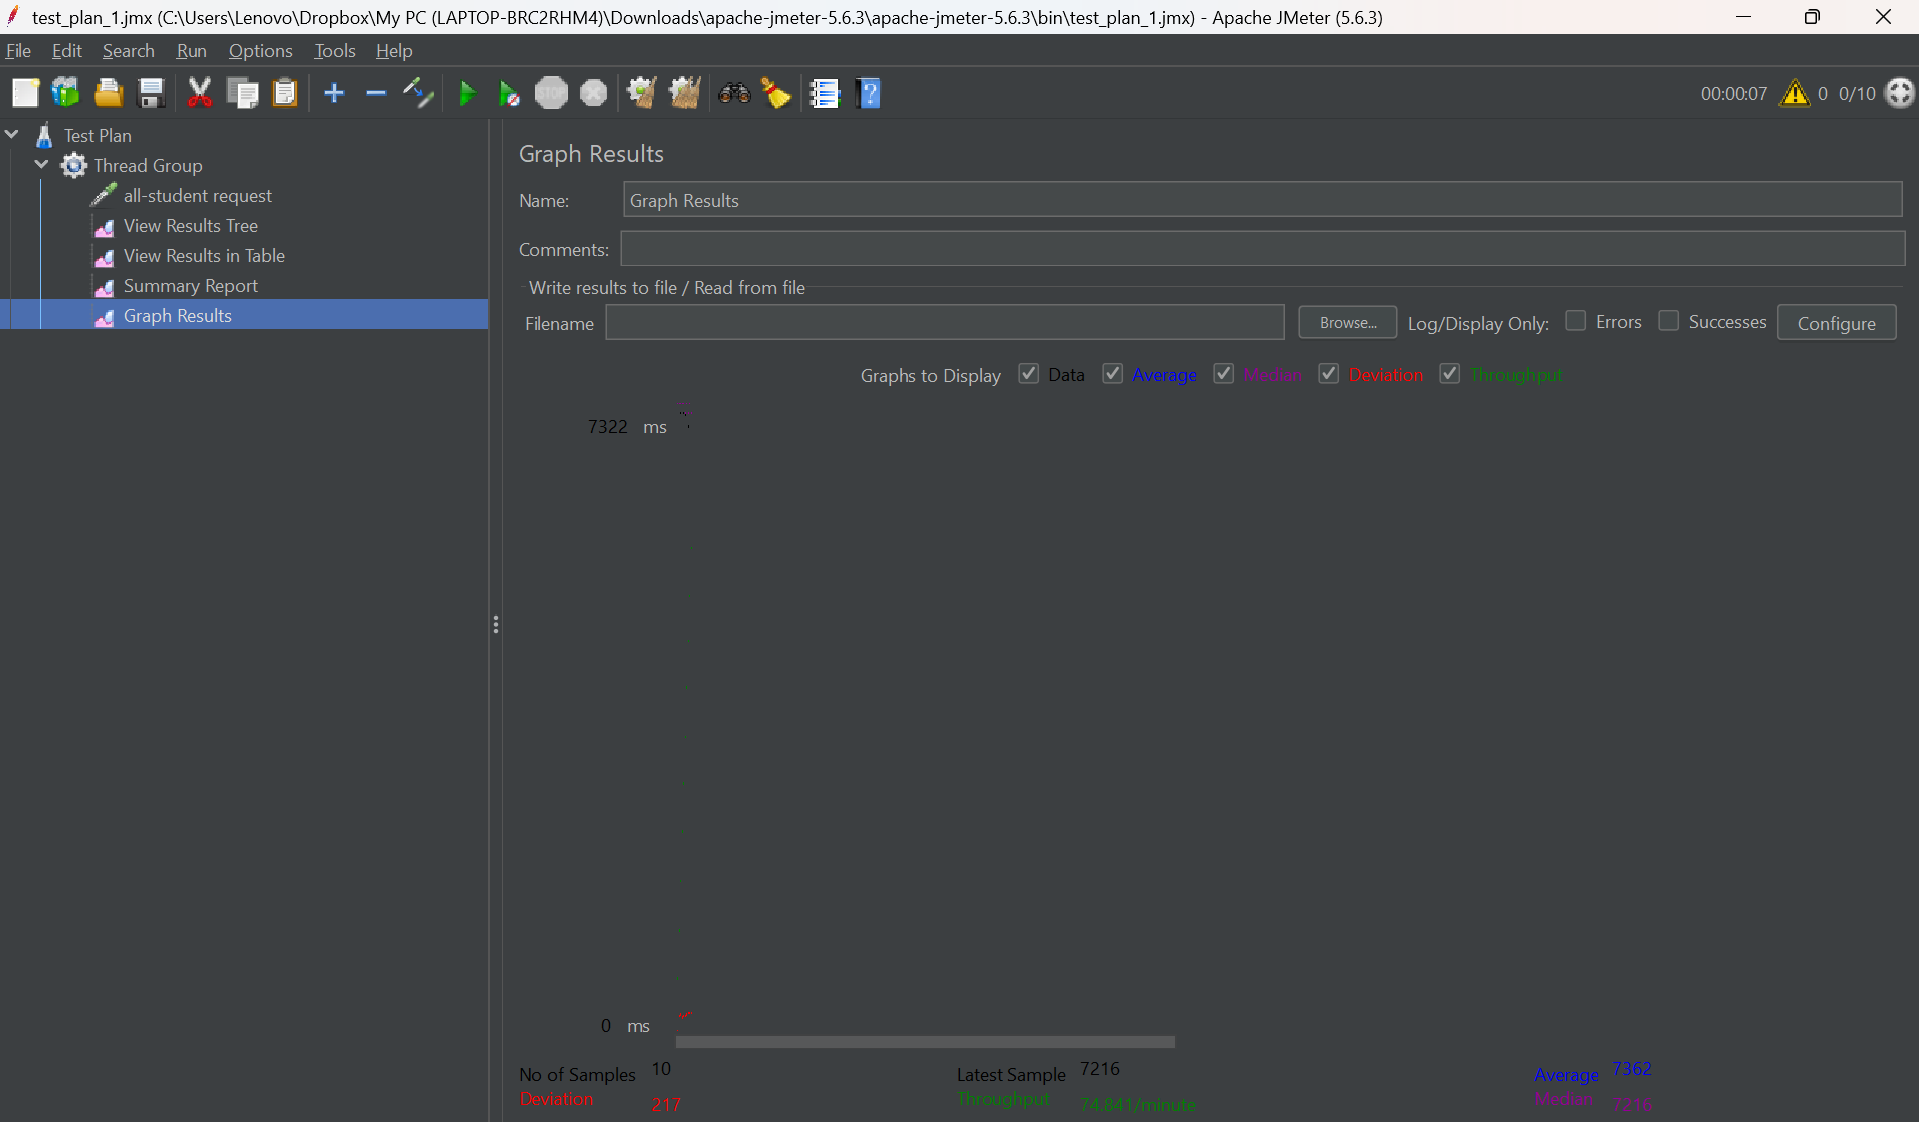 test_plan_1.jmx (C:\Users\Lenovo\Dropbox\My PC (LAPTOP-BRC2RHM4)\Downloads\apache-jmeter-5.6.3\apache-jmeter-5.6.3\bin\test_plan_1.jmx) - Apache JMeter (5.6.3)
File Edit Search Run Options Tools Help
STOP ? 00:00:07 0 0/10
Test Plan
Thread Group
all-student request
View Results Tree
View Results in Table
Summary Report
Graph Results
Graph Results
Name: Graph Results
Comments:
Write results to file / Read from file
Filename Browse... Log/Display Only: Errors Successes Configure
Graphs to Display Data Average Median Deviation Throughput
7322 ms
0 ms
No of Samples 10 Latest Sample 7216 Average 7362
Deviation 217 Throughput 74.841/minute Median 7216